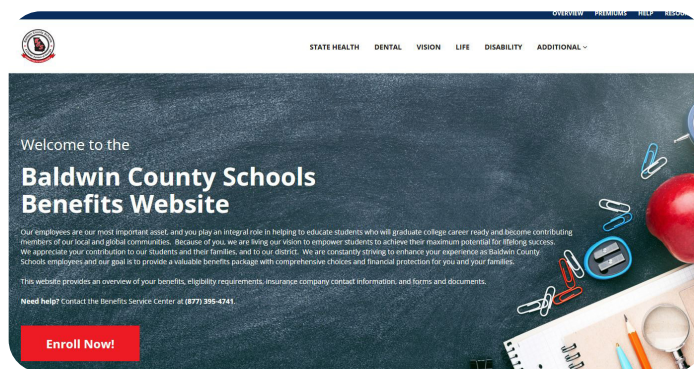 OVERVIEW PREMIUMS HELP
STATE HEALTH DENTAL VISION LIFE DISABILITY ADDITIONAL
Welcome to the
Baldwin County Schools
Benefits Website
Our employees are our most important asset, and you play an integral role in helping to educate students who will graduate college career ready and become contributing
members of our local and global communities. Because of you, we are living our vision to empower students to achieve their maximum potential for lifelong success.
We appreciate your contribution to our students and their families, and to our district. We are constantly striving to enhance your experience as Baldwin County
Schools employees and our goal is to provide a valuable benefits package with comprehensive choices and financial protection for you and your families.
This website provides an overview of your benefits, eligibility requirements, insurance company contact information, and forms and documents.
Need help? Contact the Benefits Service Center at (877) 395-4741.
Enroll Now!